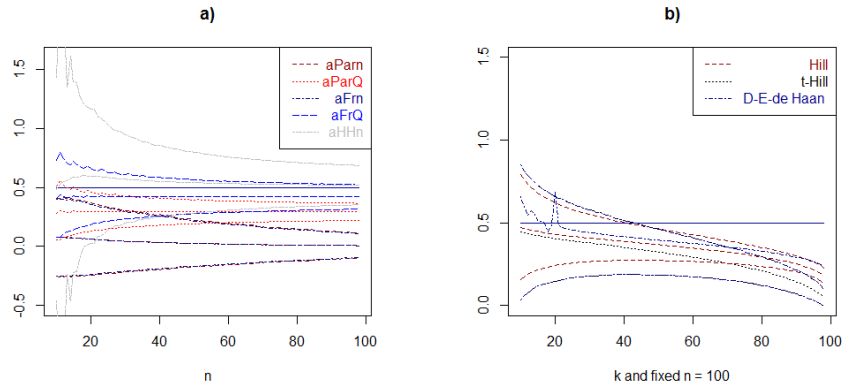 a)
1.5
1.0
0.5
0.0
-0.5
aParn
aParQ
aFrn
aFrQ
aHHn
20
40
60
80
100
n
b)
1.5
1.0
0.5
0.0
Hill
t-Hill
D-E-de Haan
20
40
60
80
100
k and fixed n = 100